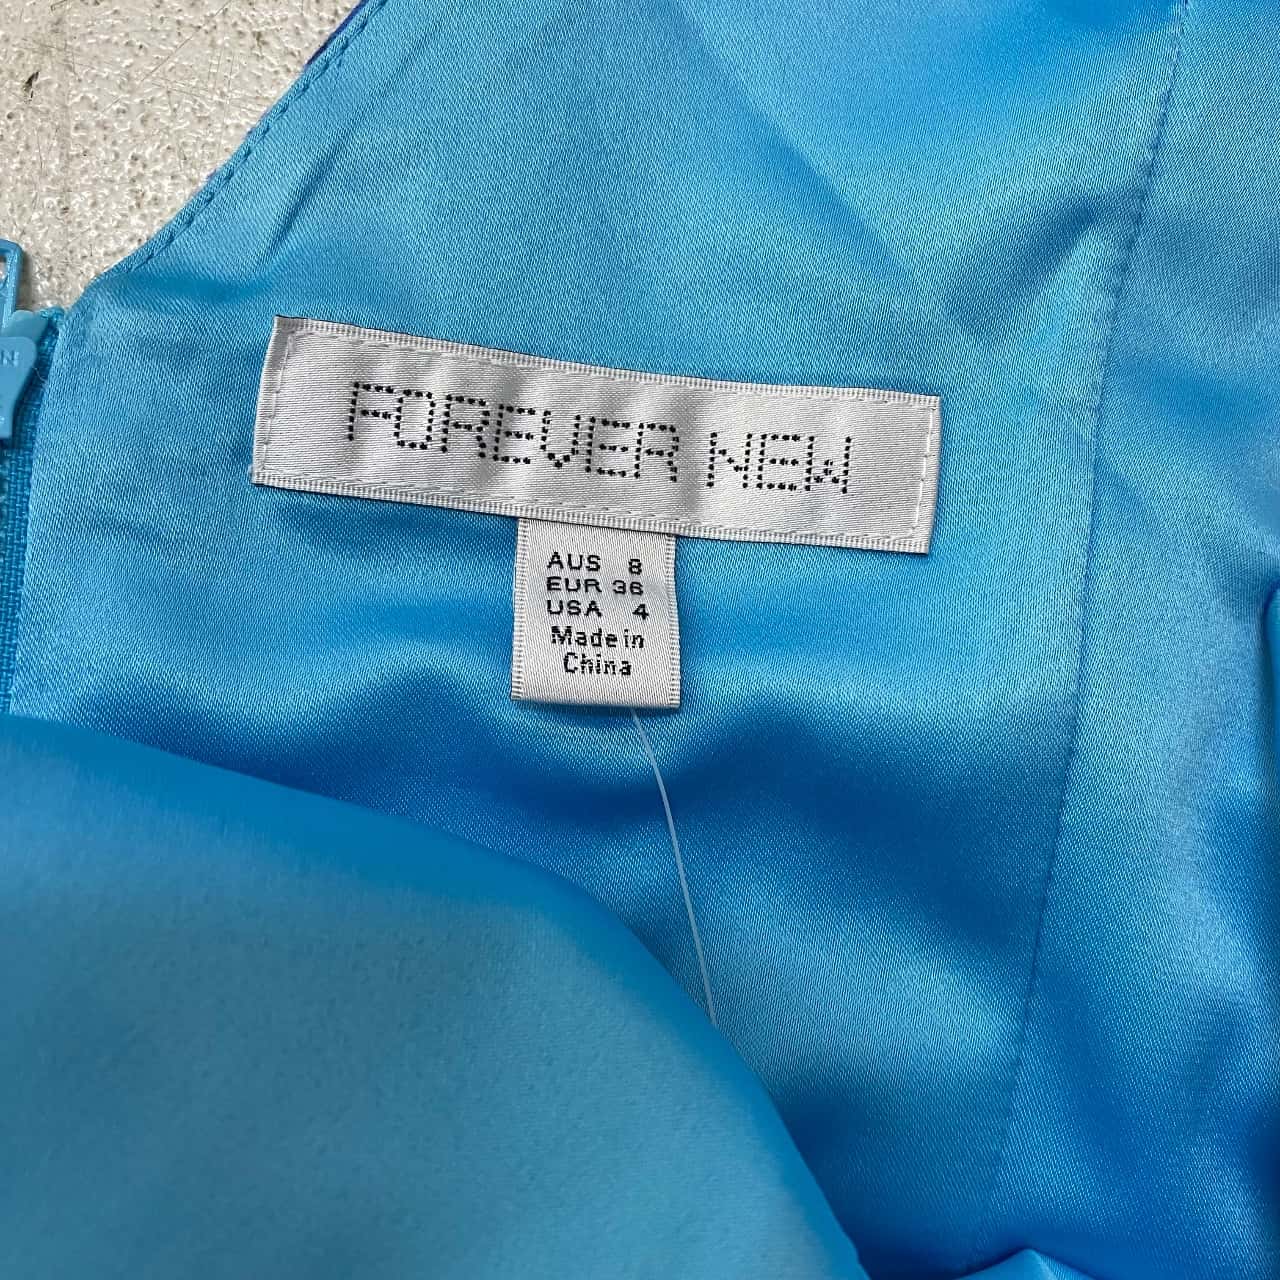 FOREVER NEW
AUS 8
EUR 36
USA 4
Made in
China